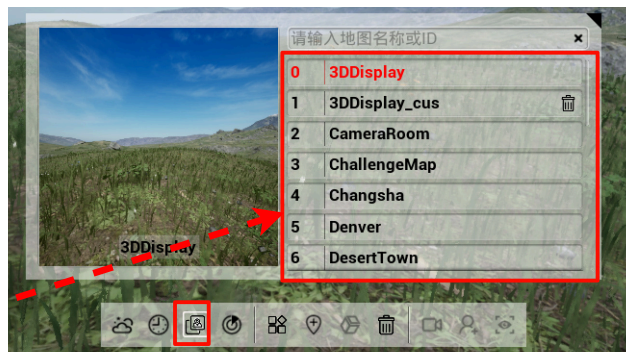 请输入地图名称或ID
0 3DDisplay
1 3DDisplay_cus
2 CameraRoom
3 ChallengeMap
4 Changsha
5 Denver
6 DesertTown
3DDisplay